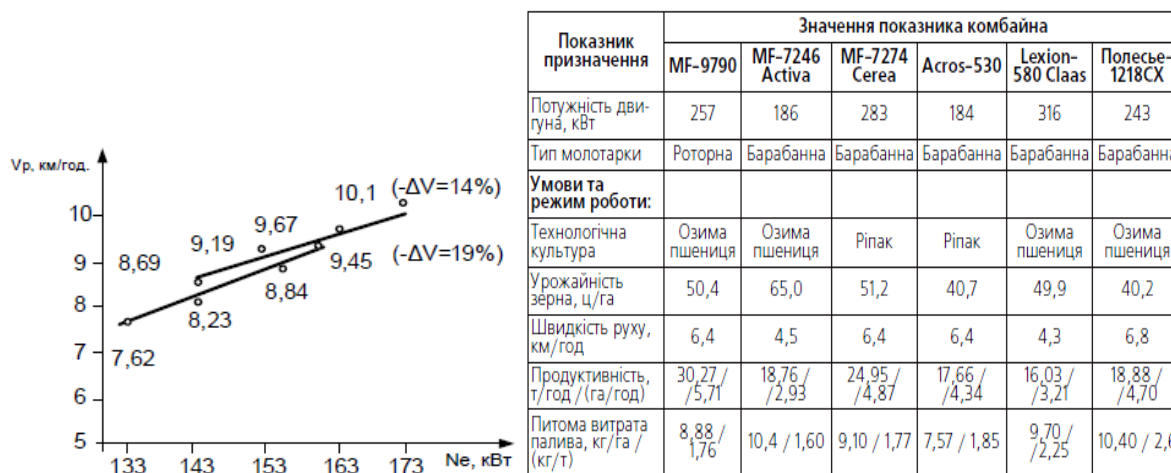 Vр, км/год.
10,1 (-ΔV=14%)
10
9,67
9,19
9,45 (-ΔV=19%)
9
8,69
8,84
8
8,23
7
7,62
6
5
133 143 153 163 173 Ne, кВт
Показник
призначення
Значення показника комбайна
MF-9790
MF-7246
Activa
MF-7274
Cerea
Acros-530
Lexion-
580 Claas
Полесье-
1218СХ
Потужність дви-
гуна, кВт
257 186 283 184 316 243
Тип молотарки Роторна Барабанна Барабанна Барабанна Барабанна
Умови та
режим роботи:
Технологічна
культура
Озима
пшениця
Озима
пшениця
Ріпак
Ріпак
Озима
пшениця
Озима
пшениця
Урожайність
зерна, ц/га
50,4 65,0 51,2 40,7 49,9 40,2
Швидкість руху,
км/год
6,4 4,5 6,4 6,4 4,3 6,8
Продуктивність,
т/год /(га/год)
30,27/
/5,71
18,76/
/2,93
24,95/
/4,87
17,66/
/4,34
16,03/
/3,21
18,88/
/4,70
Питома витрата
палива, кг/га /
(кг/т)
8,88/
1,76
10,4 / 1,60
9,10 / 1,77
7,57 / 1,85
9,70/
/2,25
10,40 /